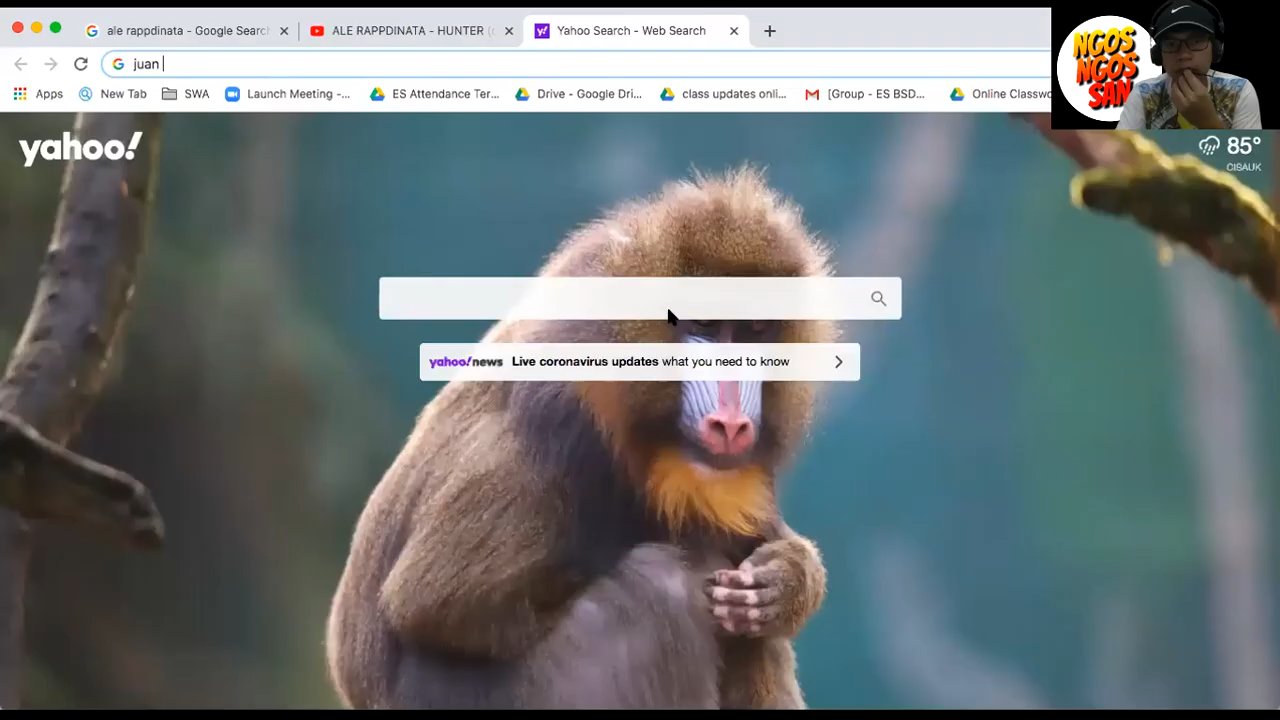 ale rappdinata - Google Search
ALE RAPPDINATA - HUNTER (
Yahoo Search - Web Search
juan
Apps
New Tab
SWA
Launch Meeting -...
ES Attendance Ter...
Drive - Google Dri...
class updates onli...
[Group - ES BSD...
Online Classwo
NGOS
NGOS
SAN
yahoo!
85°
CISAUK
yahoo!news Live coronavirus updates what you need to know